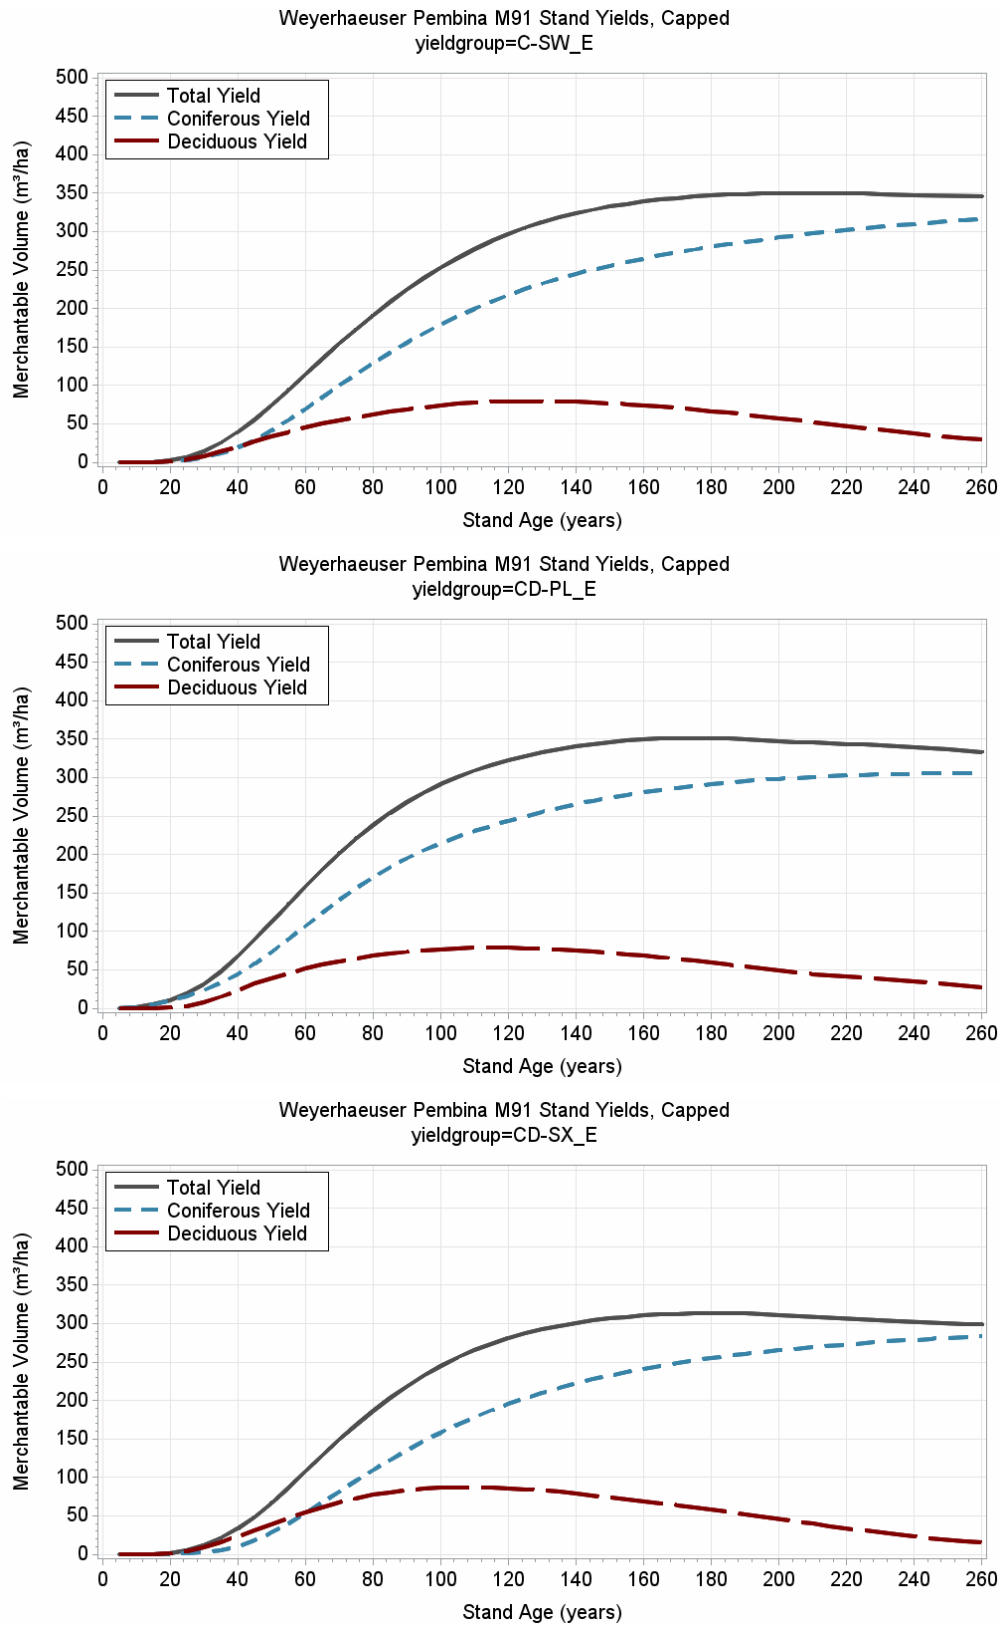 Weyerhaeuser Pembina M91 Stand Yields, Capped
yieldgroup=C-SW_E
500
450
400
350
300
250
200
150
100
50
0
Merchantable Volume (m³/ha)
Total Yield
Coniferous Yield
Deciduous Yield
0 20 40 60 80 100 120 140 160 180 200 220 240 260
Stand Age (years)
Weyerhaeuser Pembina M91 Stand Yields, Capped
yieldgroup=CD-PL_E
500
450
400
350
300
250
200
150
100
50
0
Merchantable Volume (m³/ha)
Total Yield
Coniferous Yield
Deciduous Yield
0 20 40 60 80 100 120 140 160 180 200 220 240 260
Stand Age (years)
Weyerhaeuser Pembina M91 Stand Yields, Capped
yieldgroup=CD-SX_E
500
450
400
350
300
250
200
150
100
50
0
Merchantable Volume (m³/ha)
Total Yield
Coniferous Yield
Deciduous Yield
0 20 40 60 80 100 120 140 160 180 200 220 240 260
Stand Age (years)